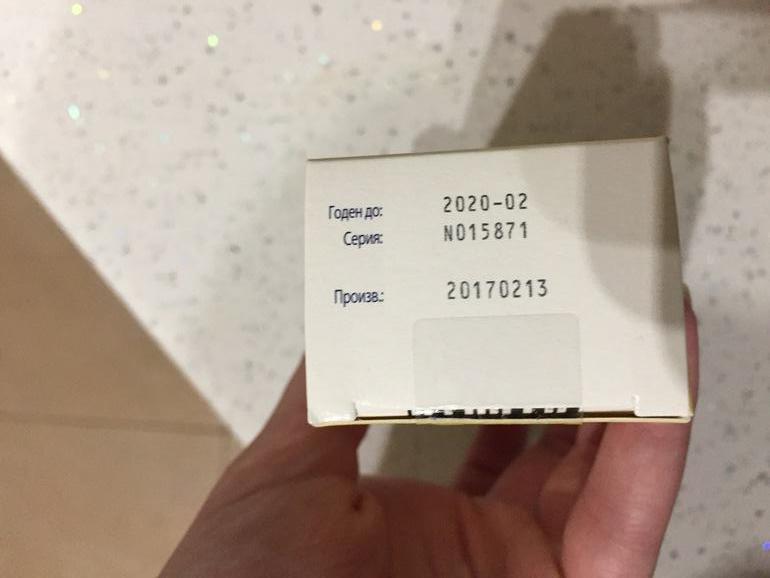 Годен до: 2020-02
Серия: N015871
Произв.: 20170213